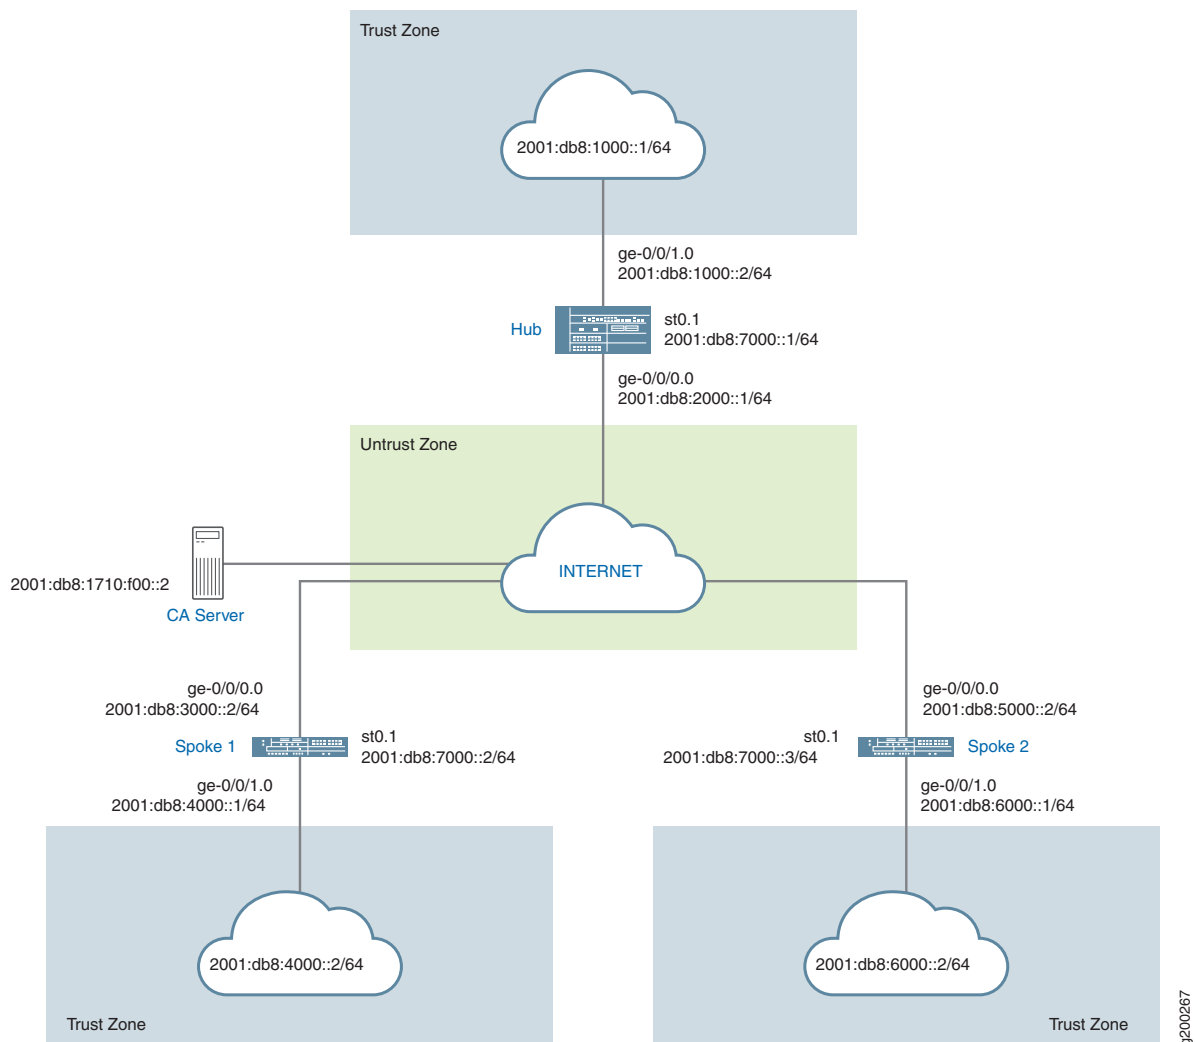 Trust Zone
2001:db8:1000::1/64
ge-0/0/1.0
2001:db8:1000::2/64
Hub
st0.1
2001:db8:7000::1/64
ge-0/0/0.0
2001:db8:2000::1/64
Untrust Zone
INTERNET
2001:db8:1710:f00::2
CA Server
ge-0/0/0.0
2001:db8:3000::2/64
Spoke 1
st0.1
2001:db8:7000::2/64
ge-0/0/1.0
2001:db8:4000::1/64
ge-0/0/0.0
2001:db8:5000::2/64
st0.1
2001:db8:7000::3/64
Spoke 2
ge-0/0/1.0
2001:db8:6000::1/64
2001:db8:4000::2/64
Trust Zone
2001:db8:6000::2/64
Trust Zone
g200267